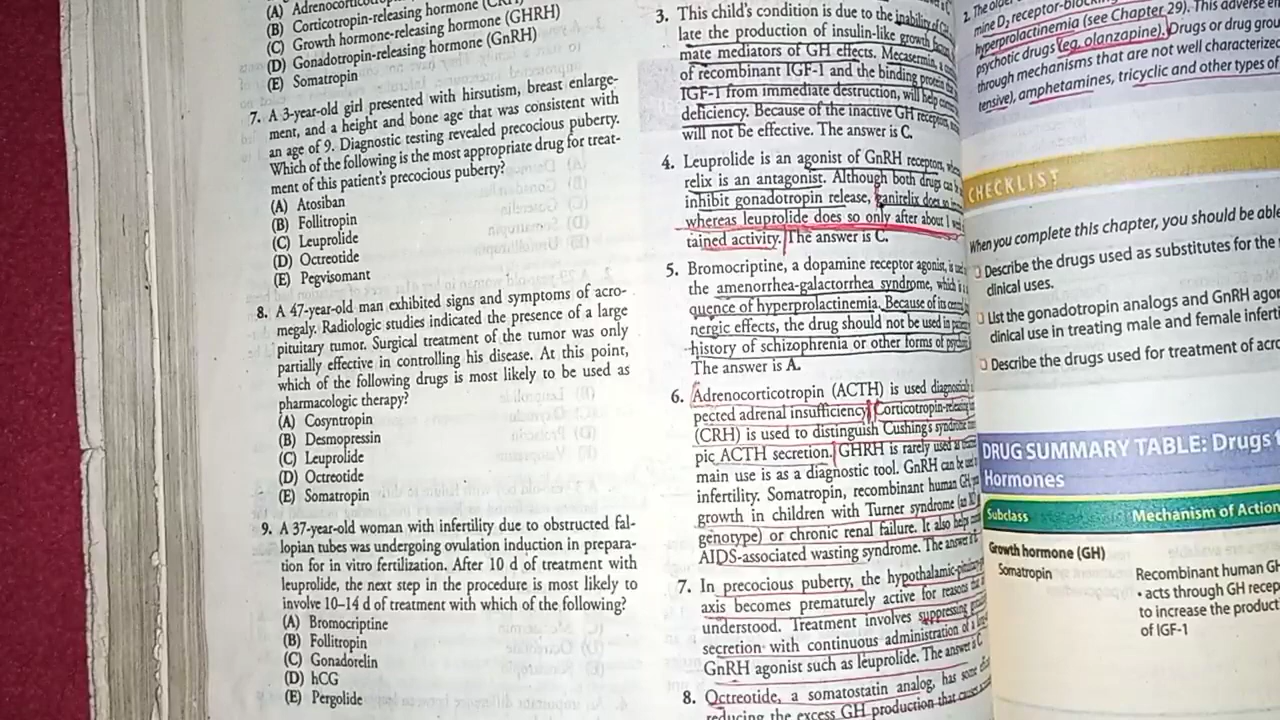 (A) Adrenocorticotropin
(B) Corticotropin-releasing hormone (CRH)
(C) Growth hormone-releasing hormone (GHRH)
(D) Gonadotropin-releasing hormone (GnRH)
(E) Somatropin
7. A 3-year-old girl presented with hirsutism, breast enlarge-
ment, and a height and bone age that was consistent with
an age of 9. Diagnostic testing revealed precocious puberty.
Which of the following is the most appropriate drug for treat-
ment of this patient's precocious puberty?
(A) Atosiban
(B) Follitropin
(C) Leuprolide
(D) Octreotide
(E) Pegvisomant
8. A 47-year-old man exhibited signs and symptoms of acro-
megaly. Radiologic studies indicated the presence of a large
pituitary tumor. Surgical treatment of the tumor was only
partially effective in controlling his disease. At this point,
which of the following drugs is most likely to be used as
pharmacologic therapy?
(A) Cosyntropin
(B) Desmopressin
(C) Leuprolide
(D) Octreotide
(E) Somatropin
9. A 37-year-old woman with infertility due to obstructed fal-
lopian tubes was undergoing ovulation induction in prepara-
tion for in vitro fertilization. After 10 d of treatment with
leuprolide, the next step in the procedure is most likely to
involve 10–14 d of treatment with which of the following?
(A) Bromocriptine
(B) Follitropin
(C) Gonadorelin
(D) hCG
(E) Pergolide
3. This child's condition is due to the inability of
late the production of insulin-like growth
mate mediators of GH effects. Mecasermin, a
of recombinant IGF-1 and the binding protein
IGF-1 from immediate destruction, will help
deficiency. Because of the inactive GH receptors,
will not be effective. The answer is C.
4. Leuprolide is an agonist of GnRH receptors,
relix is an antagonist. Although both drugs can
inhibit gonadotropin release, ganirelix does so
whereas leuprolide does so only after about 1
tained activity. The answer is C.
5. Bromocriptine, a dopamine receptor agonist, is
the amenorrhea-galactorrhea syndrome, which is
quence of hyperprolactinemia. Because of its
nergic effects, the drug should not be used in
history of schizophrenia or other forms of
The answer is A.
6. Adrenocorticotropin (ACTH) is used
pected adrenal insufficiency. Corticotropin-releasing
(CRH) is used to distinguish Cushing's syndrome
pic ACTH secretion. GHRH is rarely used
main use is as a diagnostic tool. GnRH can be
infertility. Somatropin, recombinant human GH,
growth in children with Turner syndrome
genotype) or chronic renal failure. It also
AIDS-associated wasting syndrome. The answer
7. In precocious puberty, the hypothalamic-
axis becomes prematurely active for reasons
understood. Treatment involves suppressing
secretion with continuous administration of a
GnRH agonist such as leuprolide. The answer is C.
8. Octreotide, a somatostatin analog, has some
reducing the excess GH production that causes
2. The older
mine D2 receptor-blocking
hyperprolactinemia (see Chapter 29). This adverse
psychotic drugs (eg, olanzapine). Drugs or drug
through mechanisms that are not well characterized
tensive), amphetamines, tricyclic and other types of
CHECKLIST
When you complete this chapter, you should be
❑ Describe the drugs used as substitutes for the
clinical uses.
❑ List the gonadotropin analogs and GnRH
clinical use in treating male and female
❑ Describe the drugs used for treatment of
DRUG SUMMARY TABLE: Drugs
Hormones
Subclass Mechanism of Action
Growth hormone (GH)
Somatropin
Recombinant human GH
• acts through GH
to increase the
of IGF-1